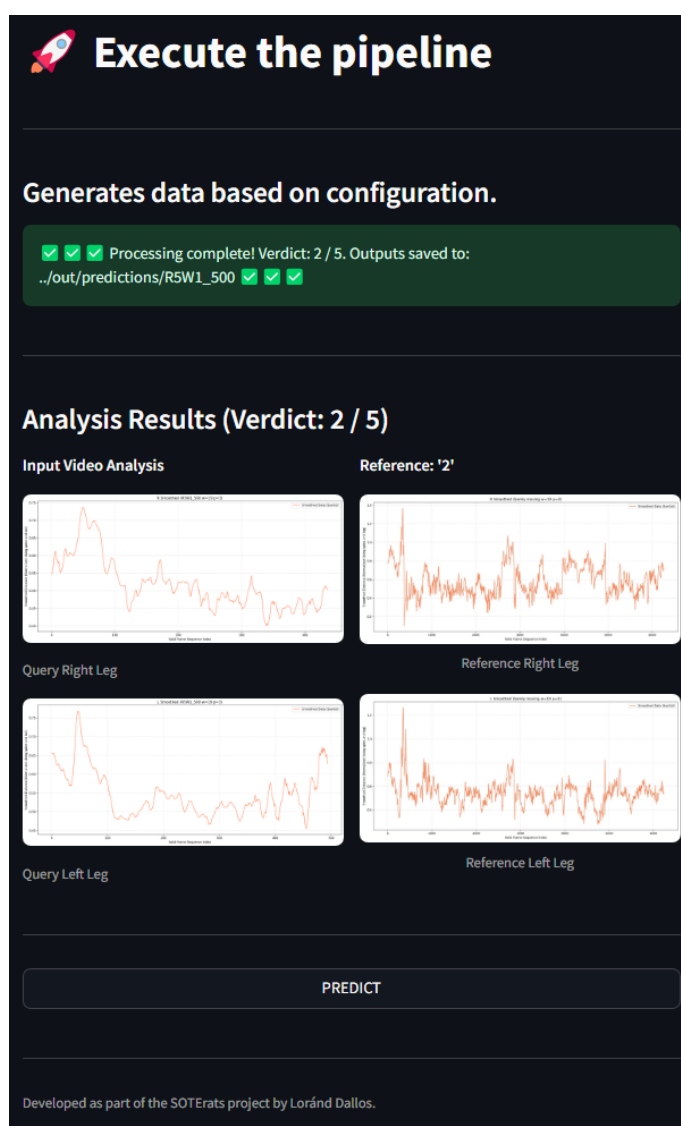 🚀 Execute the pipeline
Generates data based on configuration.
✅ ✅ ✅ Processing complete! Verdict: 2 / 5. Outputs saved to:
../out/predictions/R5W1_500 ✅ ✅ ✅
Analysis Results (Verdict: 2 / 5)
Input Video Analysis
Reference: '2'
Query Right Leg
Reference Right Leg
Query Left Leg
Reference Left Leg
PREDICT
Developed as part of the SOTErats project by Loránd Dallos.